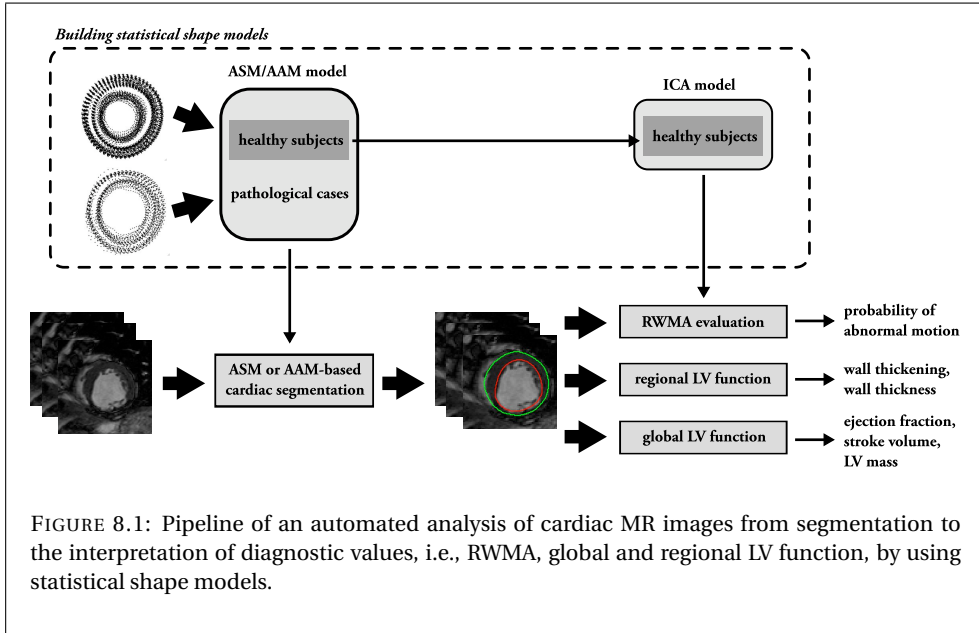 Building statistical shape models
ASM/AAM model
healthy subjects
pathological cases
ICA model
healthy subjects
ASM or AAM-based
cardiac segmentation
RWMA evaluation
probability of
abnormal motion
regional LV function
wall thickening,
wall thickness
global LV function
ejection fraction,
stroke volume,
LV mass
FIGURE 8.1: Pipeline of an automated analysis of cardiac MR images from segmentation to
the interpretation of diagnostic values, i.e., RWMA, global and regional LV function, by using
statistical shape models.